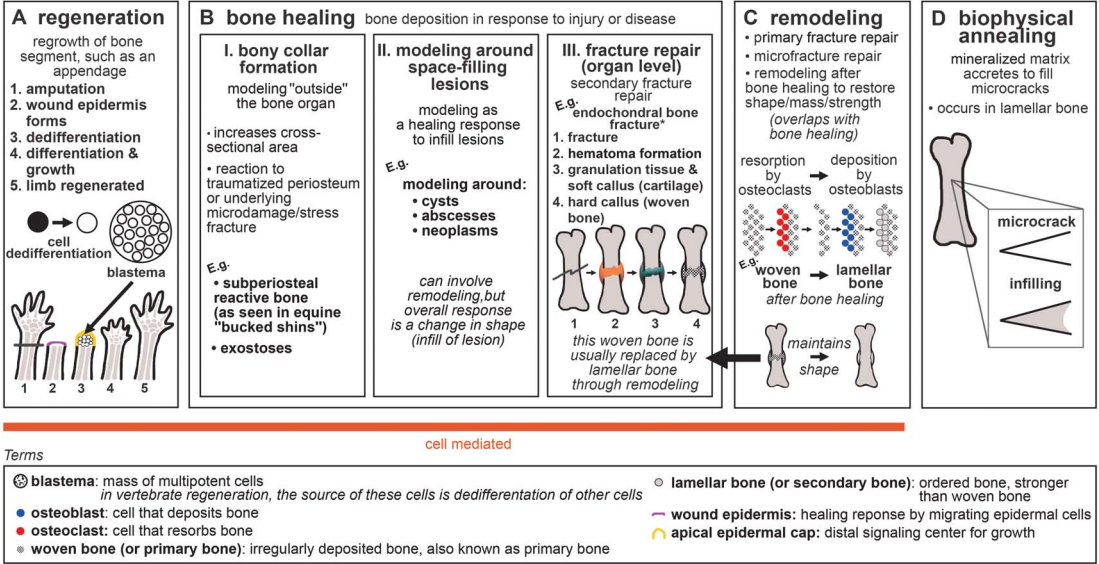 A regeneration
regrowth of bone
segment, such as an
appendage
1. amputation
2. wound epidermis
forms
3. dedifferentiation
4. differentiation &
growth
5. limb regenerated
cell
dedifferentiation
blastema
1 2 3 4 5
B bone healing bone deposition in response to injury or disease
I. bony collar
formation
modeling "outside"
the bone organ
· increases cross-
sectional area
• reaction to
traumatized periosteum
or underlying
microdamage/stress
fracture
E.g.
• subperiosteal
reactive bone
(as seen in equine
"bucked shins")
• exostoses
II. modeling around
space-filling
lesions
modeling as
a healing response
to infill lesions
E.g.
modeling around:
• cysts
• abscesses
• neoplasms
can involve
remodeling,but
overall response
is a change in shape
(infill of lesion)
III. fracture repair
(organ level)
secondary fracture
repair
E.g.
endochondral bone
fracture*
1. fracture
2. hematoma formation
3. granulation tissue &
soft callus (cartilage)
4. hard callus (woven
bone)
1 2 3 4
this woven bone is
usually replaced by
lamellar bone
through remodeling
C remodeling
• primary fracture repair
• microfracture repair
• remodeling after
bone healing to restore
shape/mass/strength
(overlaps with
bone healing)
resorption deposition
by by
osteoclasts osteoblasts
E.g.
woven lamellar
bone bone
after bone healing
maintains
shape
D biophysical
annealing
mineralized matrix
accretes to fill
microcracks
• occurs in lamellar bone
microcrack
infilling
cell mediated
Terms
blastema: mass of multipotent cells
in vertebrate regeneration, the source of these cells is dedifferentation of other cells
osteoblast: cell that deposits bone
osteoclast: cell that resorbs bone
woven bone (or primary bone): irregularly deposited bone, also known as primary bone
lamellar bone (or secondary bone): ordered bone, stronger
than woven bone
wound epidermis: healing reponse by migrating epidermal cells
apical epidermal cap: distal signaling center for growth